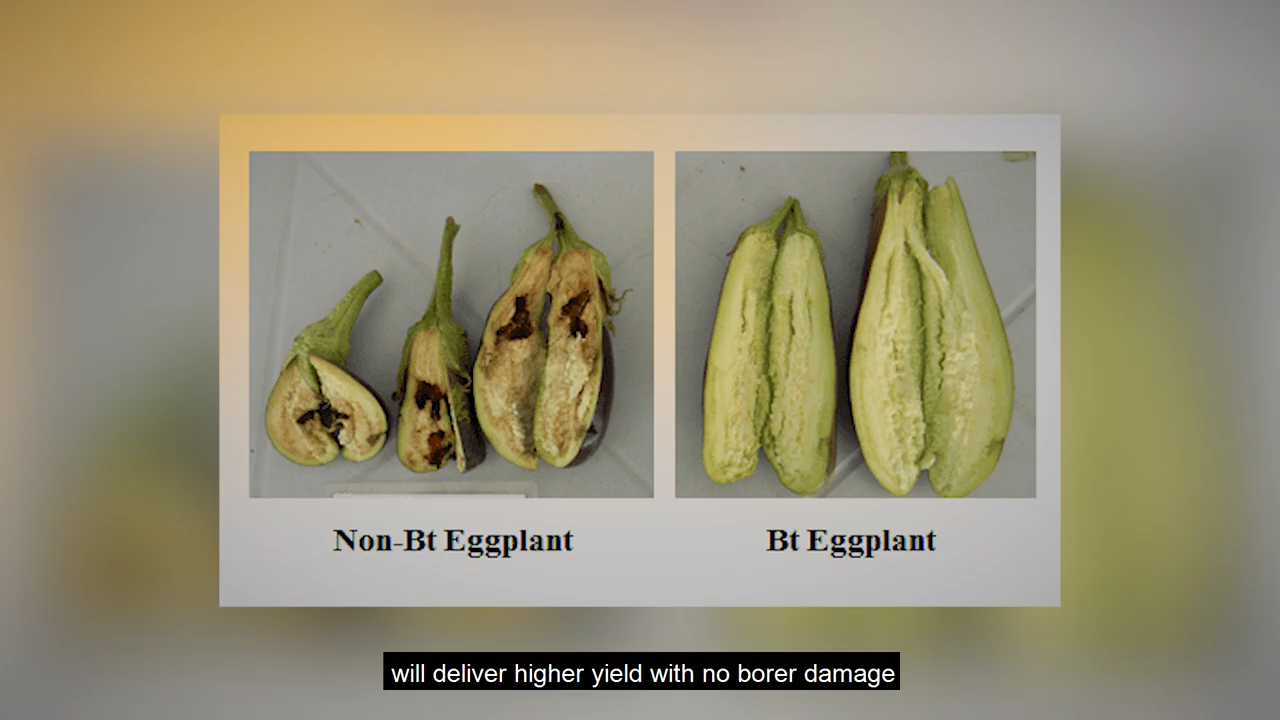 Non-Bt Eggplant
Bt Eggplant
will deliver higher yield with no borer damage